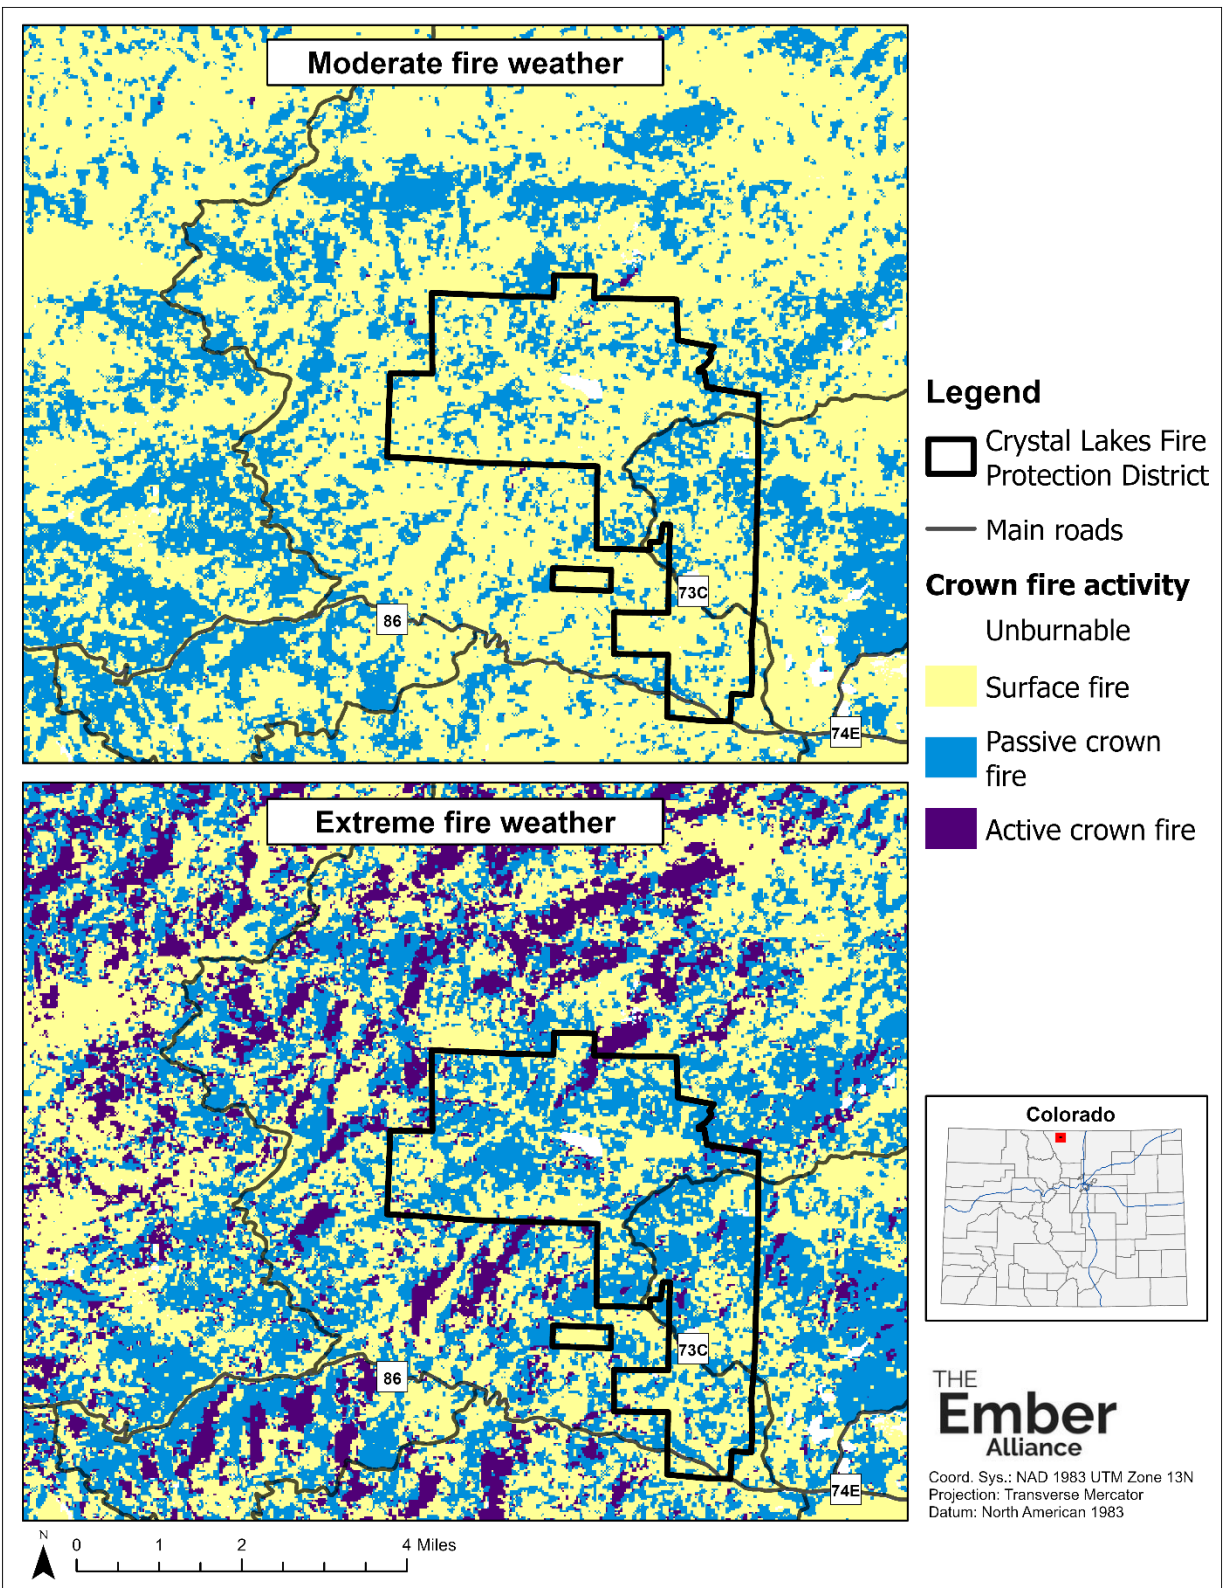 Moderate fire weather
86
73C
74E
Extreme fire weather
86
73C
74E
N
0 1 2 4 Miles
Legend
Crystal Lakes Fire
Protection District
Main roads
Crown fire activity
Unburnable
Surface fire
Passive crown
fire
Active crown fire
Colorado
THE
Ember
Alliance
Coord. Sys.: NAD 1983 UTM Zone 13N
Projection: Transverse Mercator
Datum: North American 1983